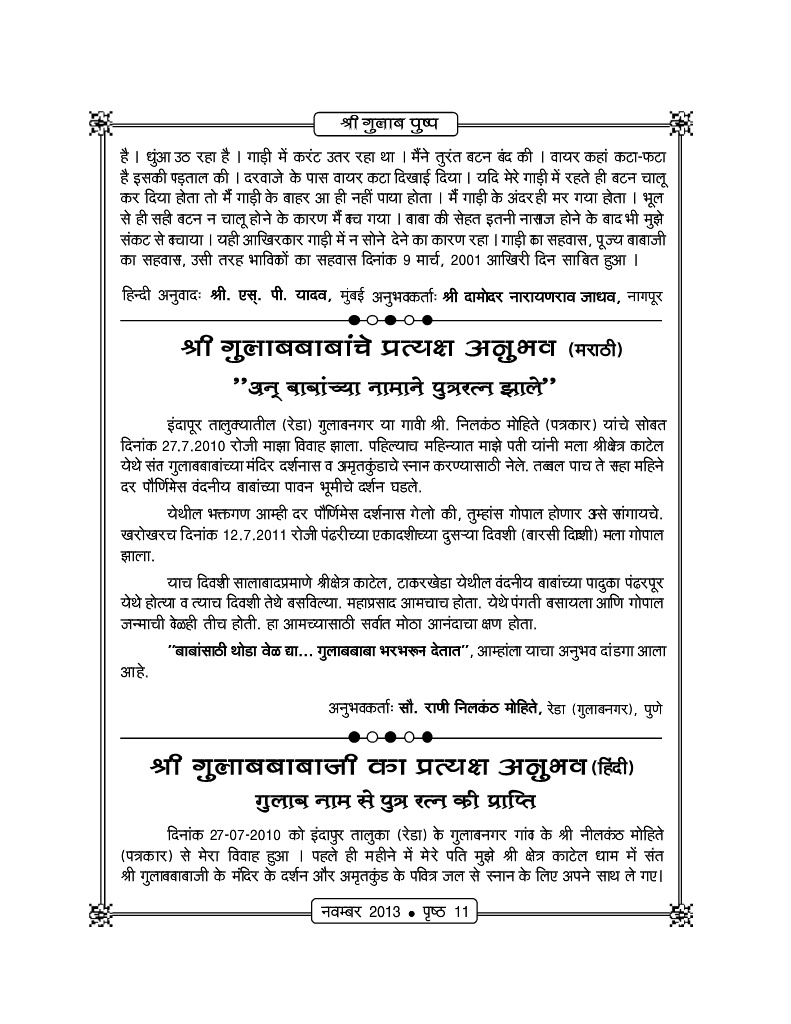 श्री गुलाब पुष्प
है । धुंआ उठ रहा है । गाड़ी में करंट उतर रहा था । मैंने तुरंत बटन बंद की । वायर कहां कटा-फटा
है इसकी पड़ताल की । दरवाजे के पास वायर कटा दिखाई दिया । यदि मेरे गाड़ी में रहते ही बटन चालू
कर दिया होता तो मैं गाड़ी के बाहर आ ही नहीं पाया होता । मैं गाड़ी के अंदर ही मर गया होता । भूल
से ही सही बटन न चालू होने के कारण मैं बच गया । बाबा की सेहत इतनी नासाज होने के बाद भी मुझे
संकट से बचाया । यही आखिरकार गाड़ी में न सोने देने का कारण रहा । गाड़ी का सहवास, पूज्य बाबाजी
का सहवास, उसी तरह भाविकों का सहवास दिनांक 9 मार्च, 2001 आखिरी दिन साबित हुआ ।
हिन्दी अनुवादः श्री. एस्. पी. यादव, मुंबई अनुभवकर्ताः श्री दामोदर नारायणराव जाधव, नागपूर
श्री गुलाबबाबांचे प्रत्यक्ष अनुभव (मराठी)
”अन् बाबांच्या नामाने पुत्ररत्न झाले”
इंदापूर तालुक्यातील (रेडा) गुलाबनगर या गावी श्री. निलकंठ मोहिते (पत्रकार) यांचे सोबत
दिनांक 27.7.2010 रोजी माझा विवाह झाला. पहिल्याच महिन्यात माझे पती यांनी मला श्रीक्षेत्र काटेल
येथे संत गुलाबबाबांच्या मंदिर दर्शनास व अमृतकुंडाचे स्नान करण्यासाठी नेले. तब्बल पाच ते सहा महिने
दर पौर्णिमेस वंदनीय बाबांच्या पावन भूमीचे दर्शन घडले.
येथील भक्तगण आम्ही दर पौर्णिमेस दर्शनास गेलो की, तुम्हांस गोपाल होणार असे सांगायचे.
खरोखरच दिनांक 12.7.2011 रोजी पंढरीच्या एकादशीच्या दुसऱ्या दिवशी (बारसी दिवशी) मला गोपाल
झाला.
याच दिवशी सालाबादप्रमाणे श्रीक्षेत्र काटेल, टाकरखेडा येथील वंदनीय बाबांच्या पादुका पंढरपूर
येथे होत्या व त्याच दिवशी तेथे बसविल्या. महाप्रसाद आमचाच होता. येथे पंगती बसायला आणि गोपाल
जन्माची वेळही तीच होती. हा आमच्यासाठी सर्वात मोठा आनंदाचा क्षण होता.
”बाबांसाठी थोडा वेळ द्या... गुलाबबाबा भरभरून देतात”, आम्हांला याचा अनुभव दांडगा आला
आहे.
अनुभवकर्ताः सौ. राणी निलकंठ मोहिते, रेडा (गुलाबनगर), पुणे
श्री गुलाबबाबाजी का प्रत्यक्ष अनुभव (हिंदी)
गुलाब नाम से पुत्र रत्न की प्राप्ति
दिनांक 27-07-2010 को इंदापुर तालुका (रेडा) के गुलाबनगर गांव के श्री नीलकंठ मोहिते
(पत्रकार) से मेरा विवाह हुआ । पहले ही महीने में मेरे पति मुझे श्री क्षेत्र काटेल धाम में संत
श्री गुलाबबाबाजी के मंदिर के दर्शन और अमृतकुंड के पवित्र जल से स्नान के लिए अपने साथ ले गए।
नवम्बर 2013 • पृष्ठ 11